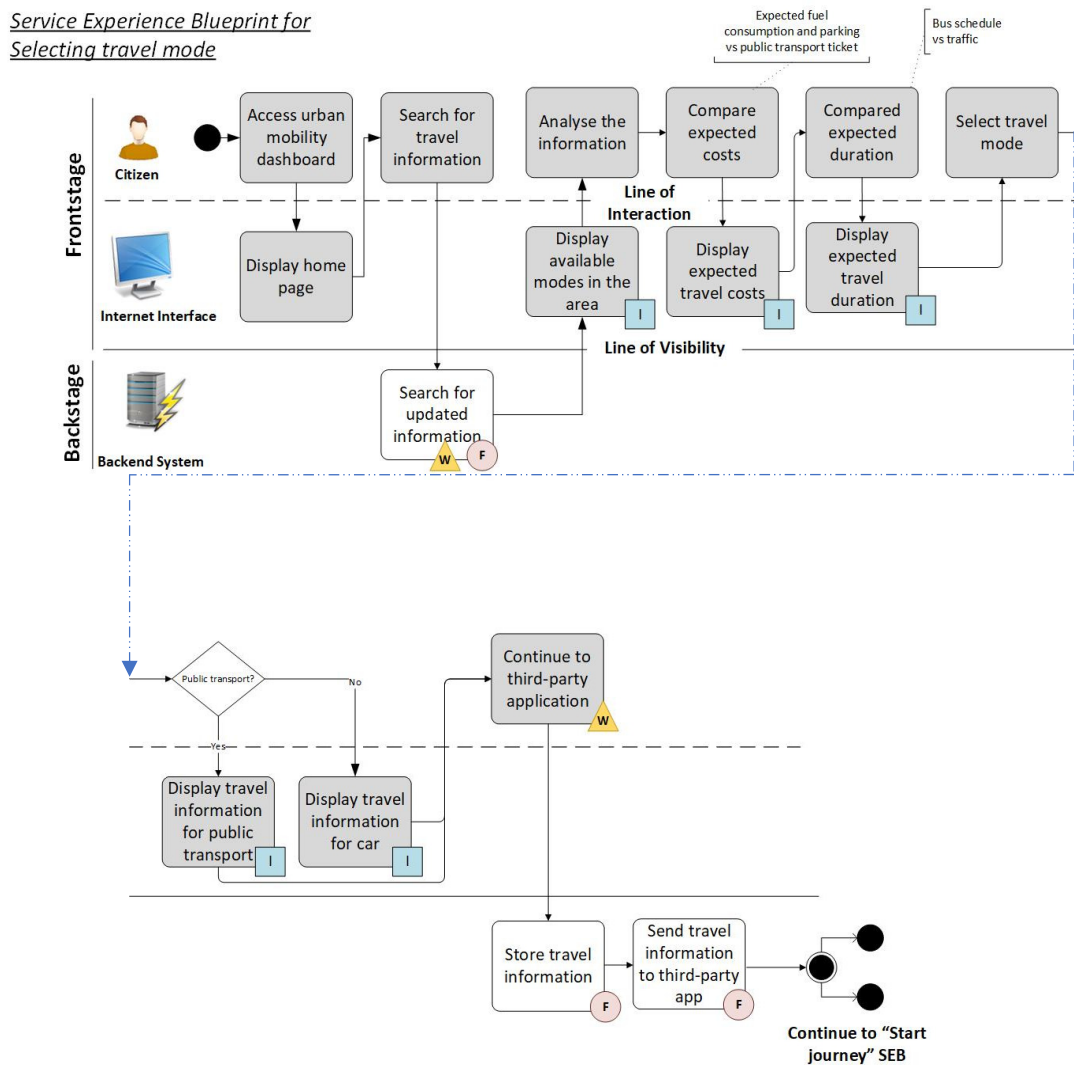 Service Experience Blueprint for
Selecting travel mode
Expected fuel
consumption and parking
vs public transport ticket
Bus schedule
vs traffic
Frontstage
Citizen
Access urban
mobility
dashboard
Search for
travel
information
Analyse the
information
Compare
expected
costs
Compared
expected
duration
Select travel
mode
Line of
Interaction
Internet Interface
Display home
page
Display
available
modes in the
area
I
Display
expected
travel costs
I
Display
expected
travel
duration
I
Line of Visibility
Backstage
Backend System
Search for
updated
information
W
F
Public transport?
No
Yes
Continue to
third-party
application
W
Display travel
information
for public
transport
I
Display travel
information
for car
I
Store travel
information
F
Send travel
information
to third-party
app
F
Continue to “Start
journey” SEB